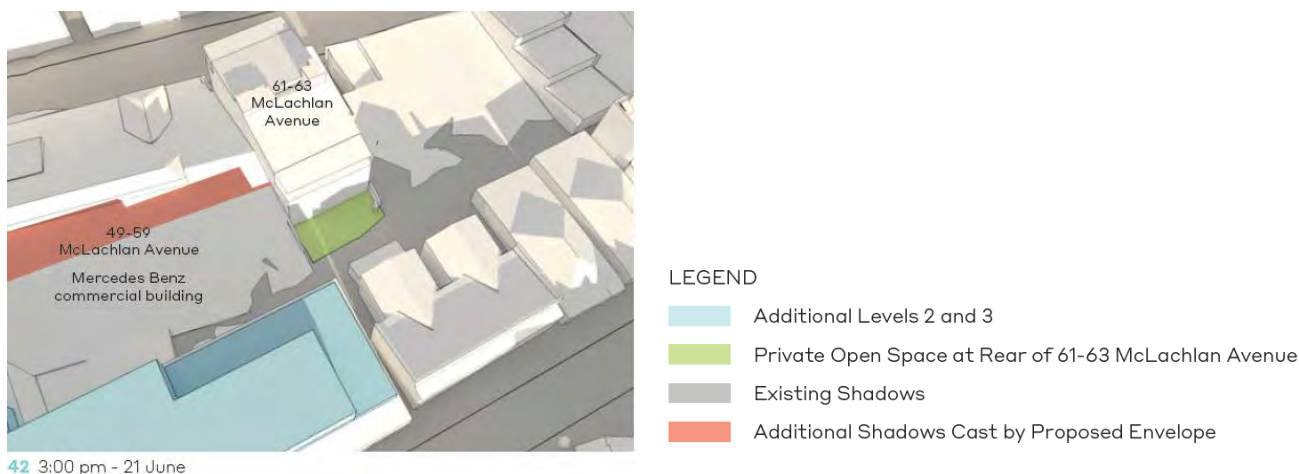 61-63
McLachlan
Avenue
49-59
McLachlan Avenue
Mercedes Benz
commercial building
42 3:00 pm - 21 June
LEGEND
Additional Levels 2 and 3
Private Open Space at Rear of 61-63 McLachlan Avenue
Existing Shadows
Additional Shadows Cast by Proposed Envelope